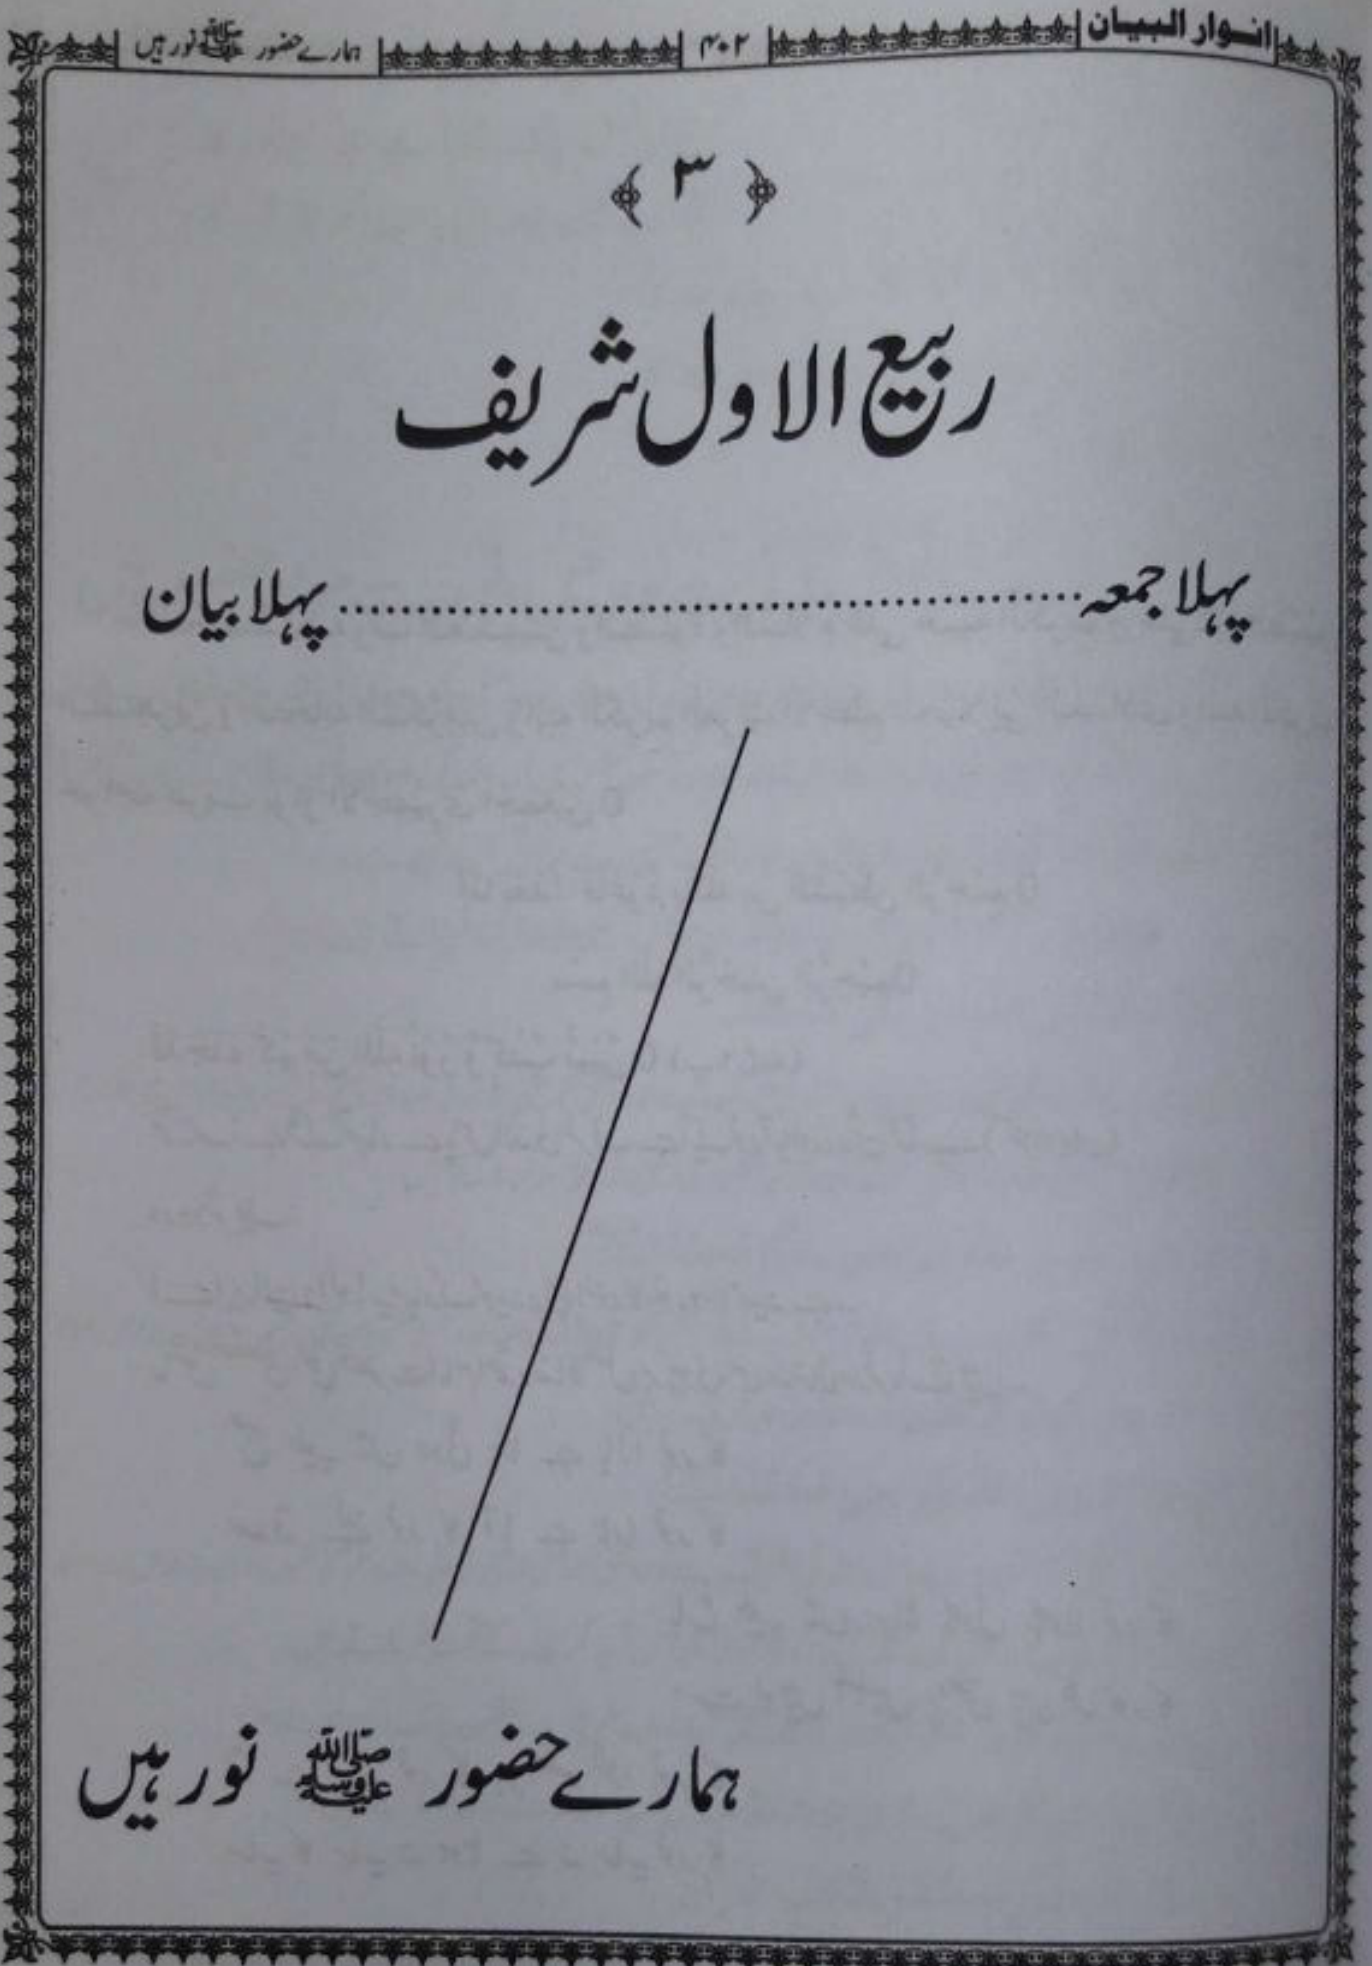 انوار البیان ۴۰۲ ہمارے حضور ﷺ نور ہیں
﴿ ۳ ﴾
ربیع الاول شریف
پہلا جمعہ ........................................ پہلا بیان
ہمارے حضور ﷺ نور ہیں